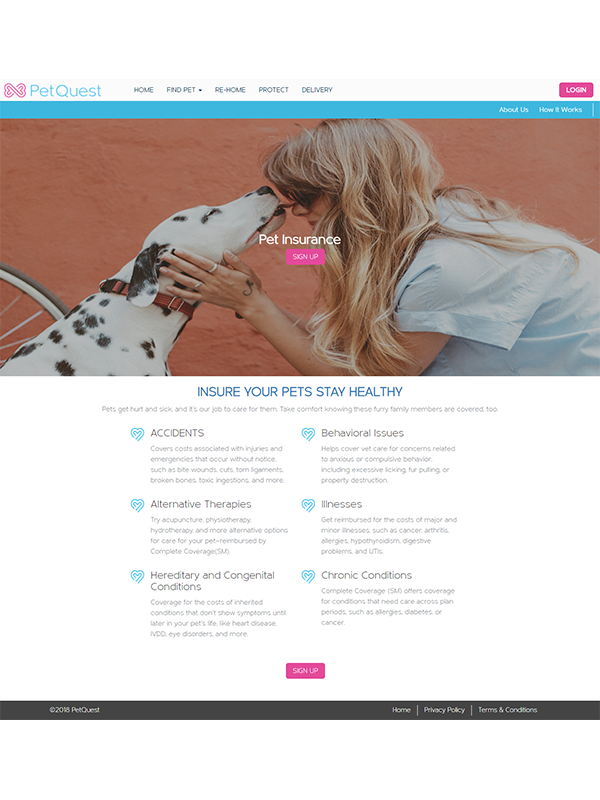 PetQuest HOME FIND PET RE-HOME PROTECT DELIVERY LOGIN
About Us How It Works
Pet Insurance
SIGN UP
INSURE YOUR PETS STAY HEALTHY
Pets get hurt and sick, and it's our job to care for them. Take comfort knowing these furry family members are covered, too.
ACCIDENTS
Covers costs associated with injuries and
emergencies that occur without notice,
such as bite wounds, cuts, torn ligaments,
broken bones, toxic ingestions, and more.
Behavioral Issues
Helps cover vet care for concerns related
to anxious or compulsive behavior,
including excessive licking, fur pulling, or
property destruction.
Alternative Therapies
Try acupuncture, physiotherapy,
hydrotherapy, and more alternative options
for care for your pet-reimbursed by
Complete Coverage(SM).
Illnesses
Get reimbursed for the costs of major and
minor illnesses, such as cancer, arthritis,
allergies, hypothyroidism, digestive
problems, and UTIs.
Hereditary and Congenital
Conditions
Coverage for the costs of inherited
conditions that don't show symptoms until
later in your pet's life, like heart disease,
IVDD, eye disorders, and more.
Chronic Conditions
Complete Coverage (SM) offers coverage
for conditions that need care across plan
periods, such as allergies, diabetes, or
cancer.
SIGN UP
©2018 PetQuest Home Privacy Policy Terms & Conditions